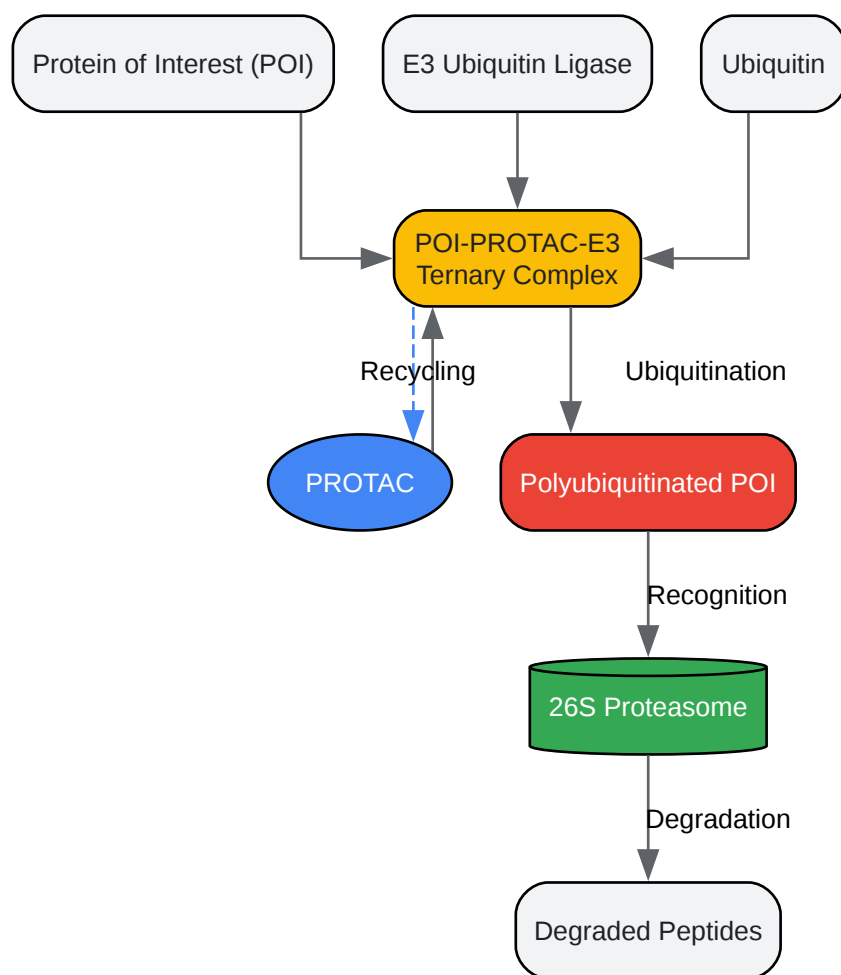 Protein of Interest (POI)
E3 Ubiquitin Ligase
Ubiquitin
POI-PROTAC-E3
Ternary Complex
Recycling
Ubiquitination
PROTAC
Polyubiquitinated POI
Recognition
26S Proteasome
Degradation
Degraded Peptides